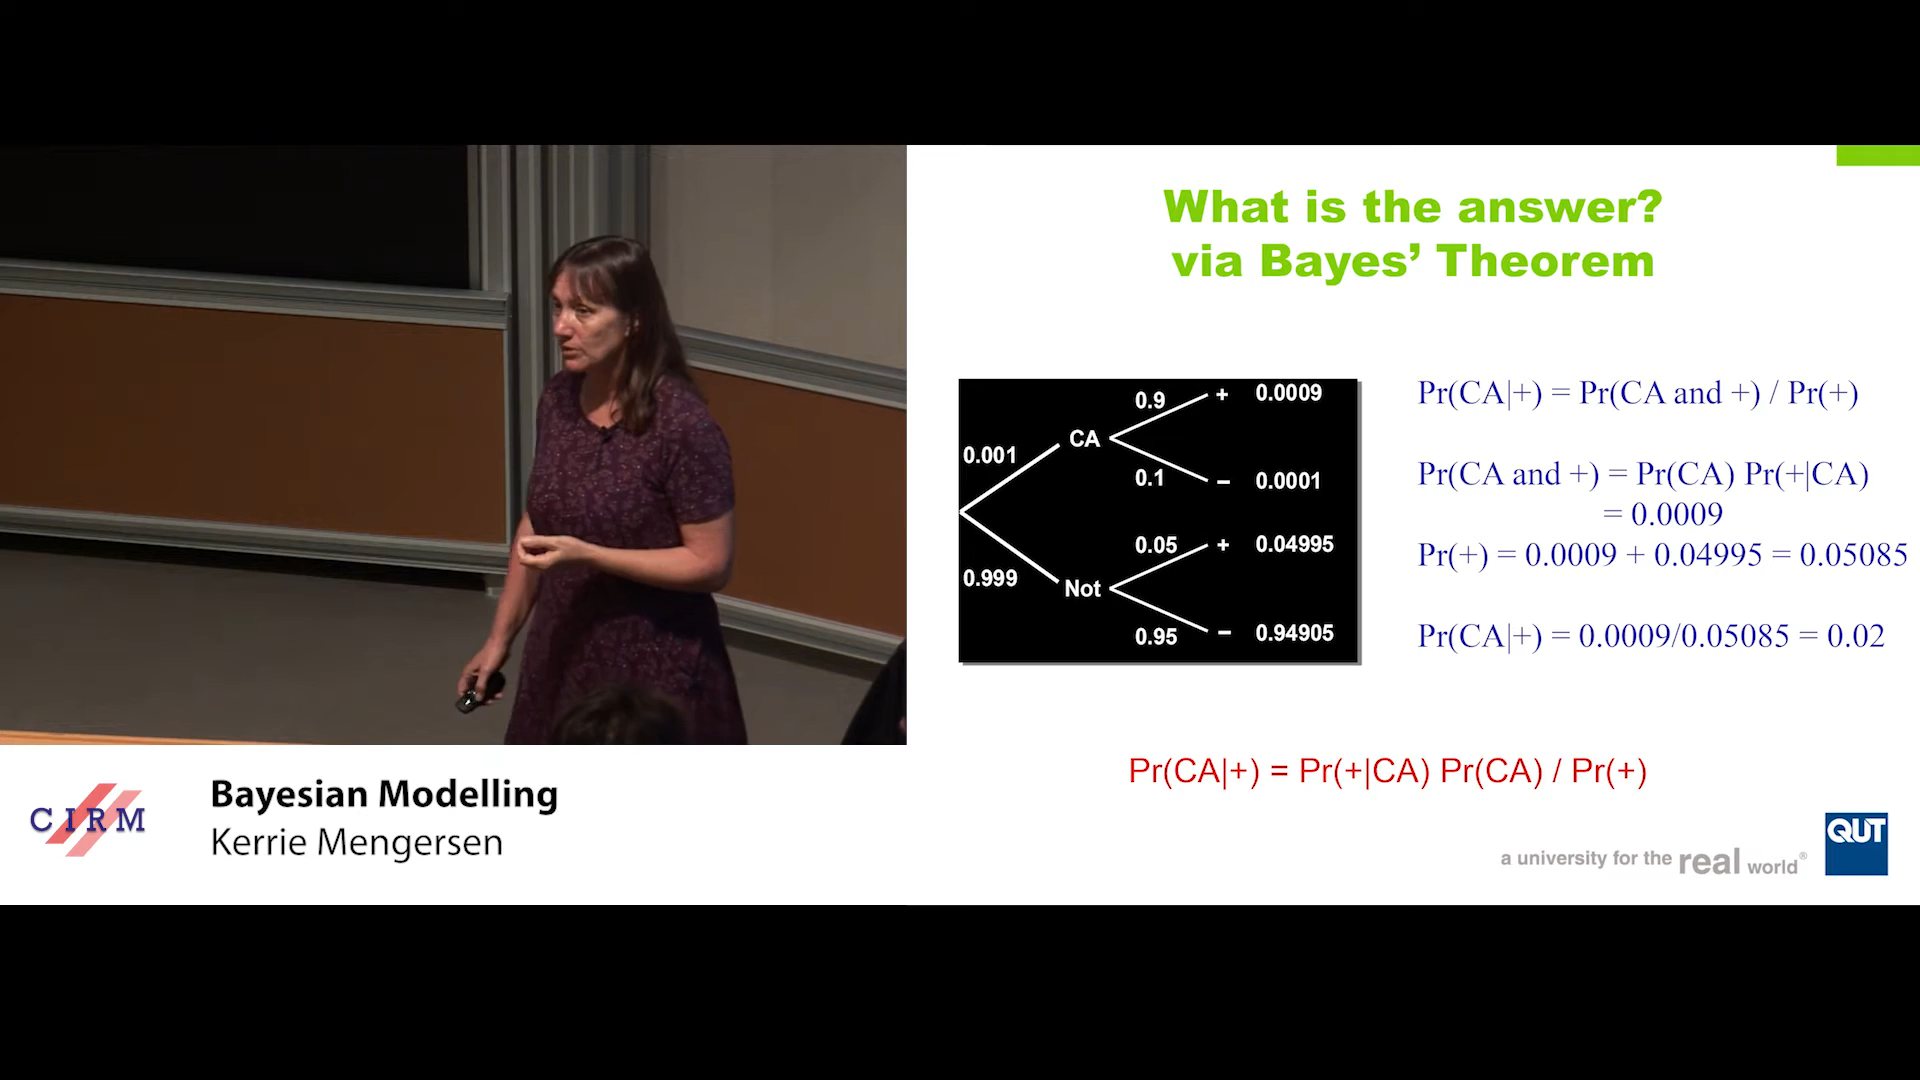 What is the answer?
via Bayes’ Theorem
0.001
0.999
CA
Not
0.9
+
0.0009
0.1
–
0.0001
0.05
+
0.04995
0.95
–
0.94905
Pr(CA|+) = Pr(CA and +) / Pr(+)
Pr(CA and +) = Pr(CA) Pr(+|CA)
= 0.0009
Pr(+) = 0.0009 + 0.04995 = 0.05085
Pr(CA|+) = 0.0009/0.05085 = 0.02
Pr(CA|+) = Pr(+|CA) Pr(CA) / Pr(+)
CIRM
Bayesian Modelling
Kerrie Mengersen
a university for the real world®
QUT